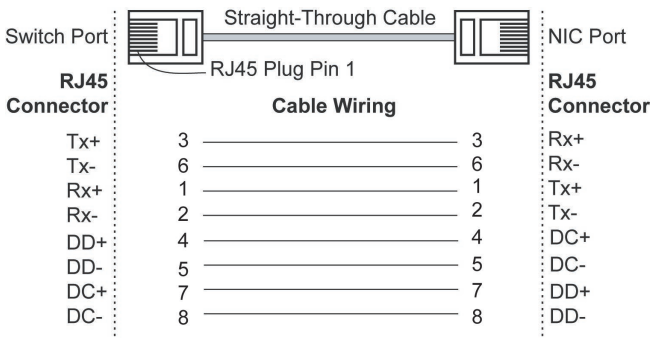 Straight-Through Cable
Switch Port NIC Port
RJ45 Plug Pin 1
RJ45 Connector Cable Wiring RJ45 Connector
Tx+ 3 3 Rx+
Tx- 6 6 Rx-
Rx+ 1 1 Tx+
Rx- 2 2 Tx-
DD+ 4 4 DC+
DD- 5 5 DC-
DC+ 7 7 DD+
DC- 8 8 DD-